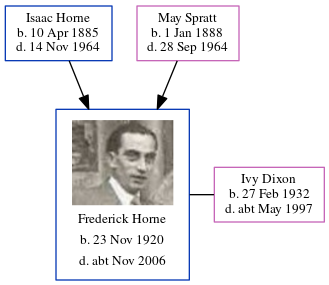 Isaac Horne
b. 10 Apr 1885
d. 14 Nov 1964
May Spratt
b. 1 Jan 1888
d. 28 Sep 1964
Frederick Horne
b. 23 Nov 1920
d. abt Nov 2006
Ivy Dixon
b. 27 Feb 1932
d. abt May 1997